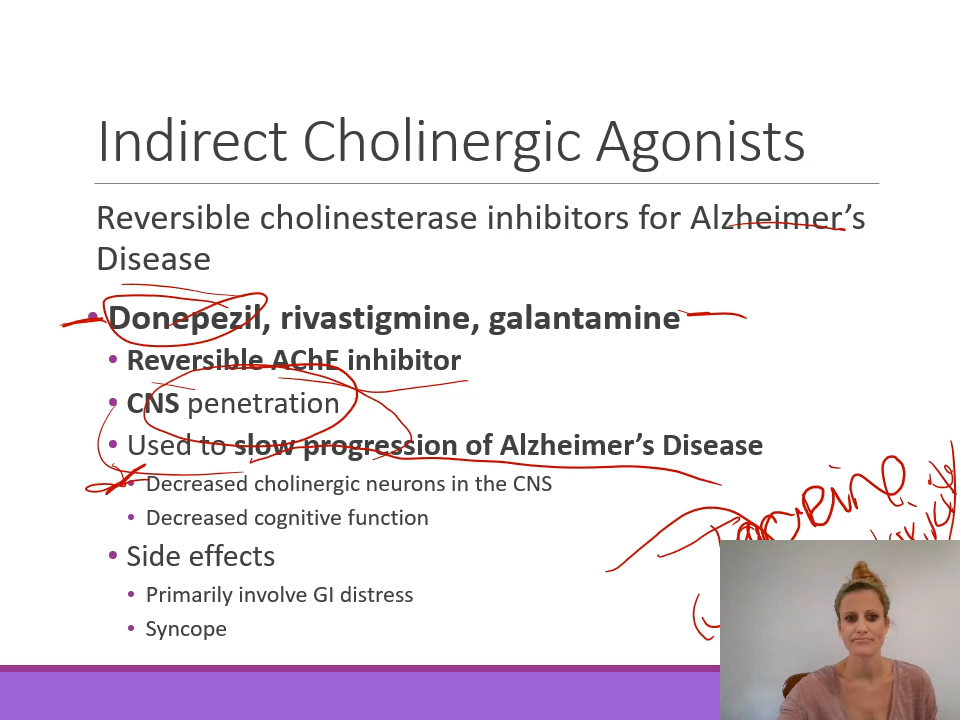 Indirect Cholinergic Agonists
Reversible cholinesterase inhibitors for Alzheimer’s
Disease
• Donepezil, rivastigmine, galantamine
• Reversible AChE inhibitor
• CNS penetration
• Used to slow progression of Alzheimer’s Disease
• Decreased cholinergic neurons in the CNS
• Decreased cognitive function
• Side effects
• Primarily involve GI distress
• Syncope